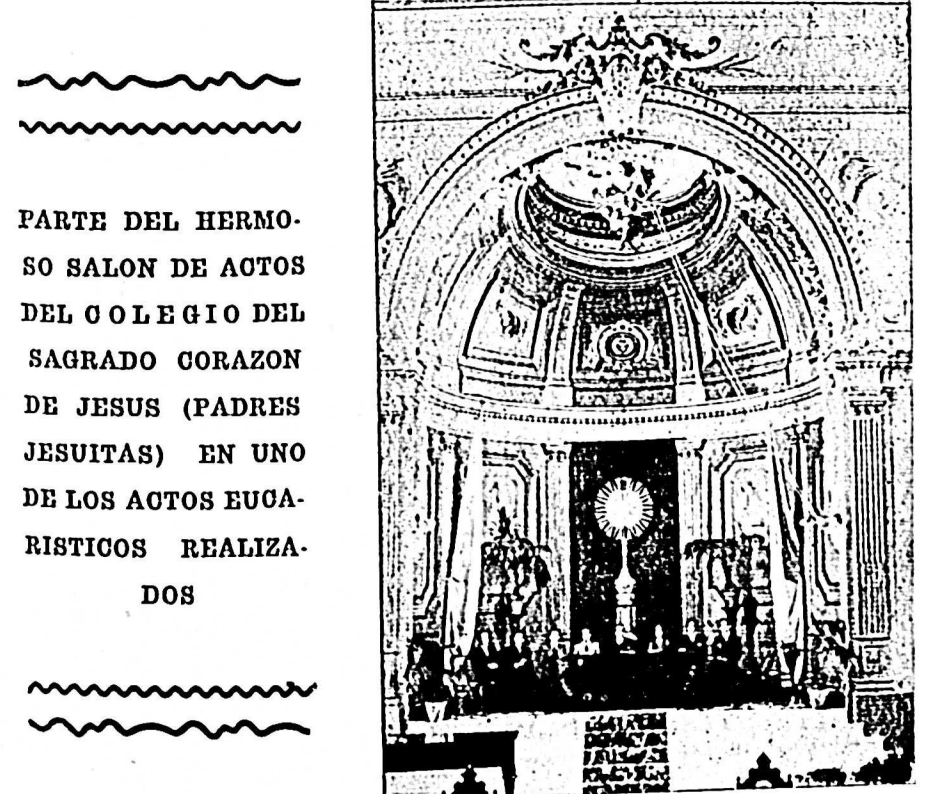 PARTE DEL HERMO-
SO SALON DE ACTOS
DEL COLEGIO DEL
SAGRADO CORAZON
DE JESUS (PADRES
JESUITAS) EN UNO
DE LOS ACTOS EUCA-
RISTICOS REALIZA-
DOS